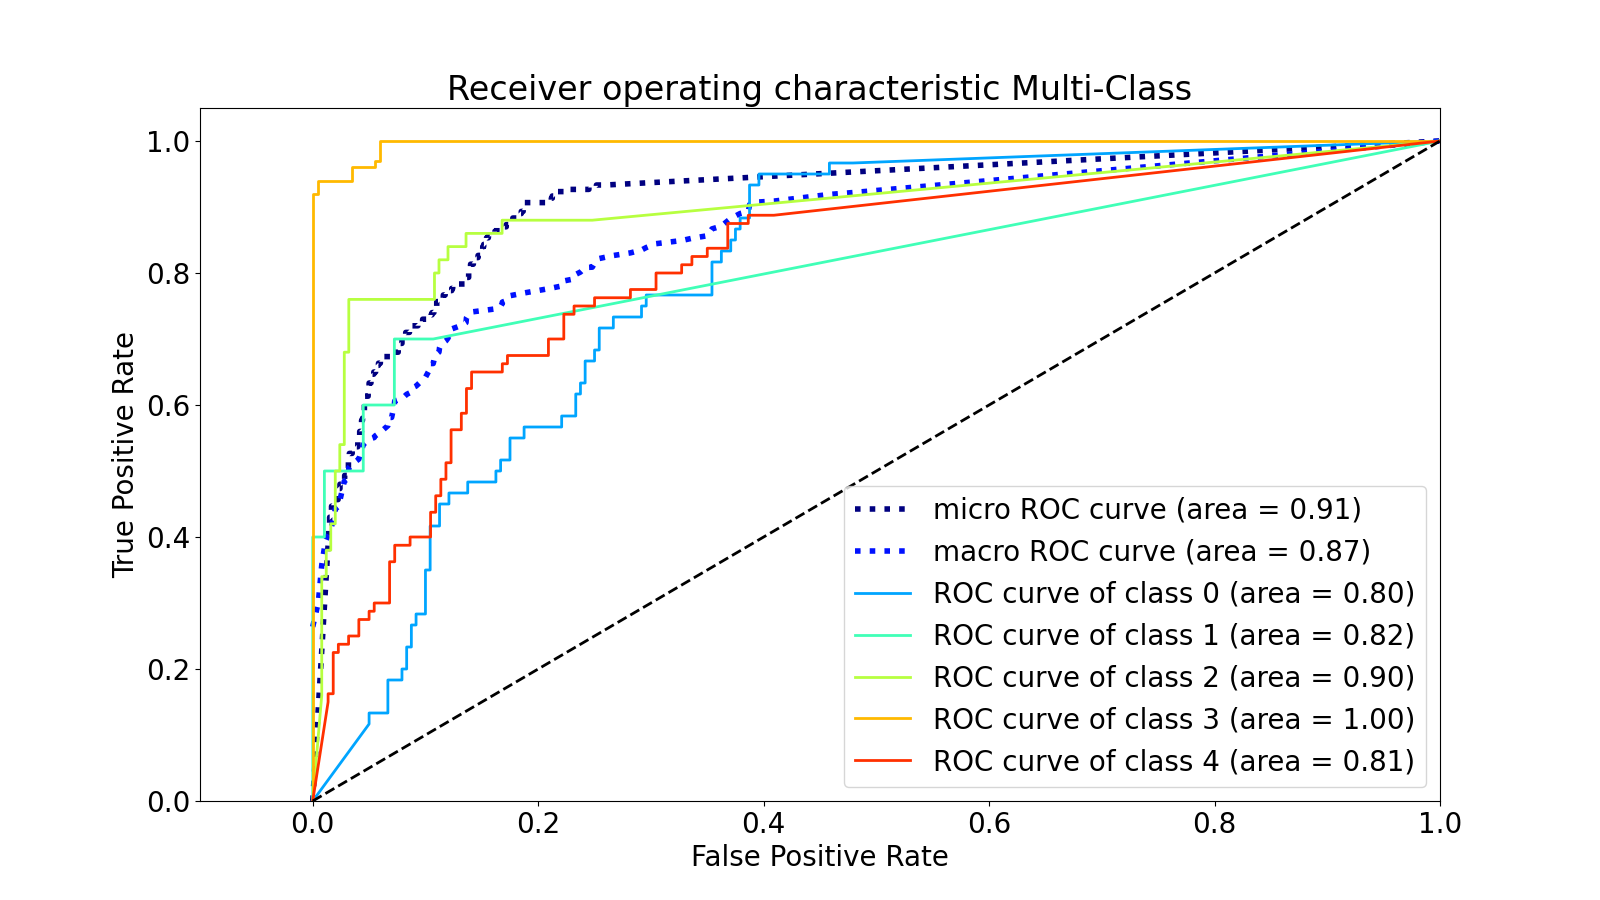 Receiver operating characteristic Multi-Class
1.0
0.8
0.6
0.4
0.2
0.0
True Positive Rate
micro ROC curve (area = 0.91)
macro ROC curve (area = 0.87)
ROC curve of class 0 (area = 0.80)
ROC curve of class 1 (area = 0.82)
ROC curve of class 2 (area = 0.90)
ROC curve of class 3 (area = 1.00)
ROC curve of class 4 (area = 0.81)
0.0 0.2 0.4 0.6 0.8 1.0
False Positive Rate